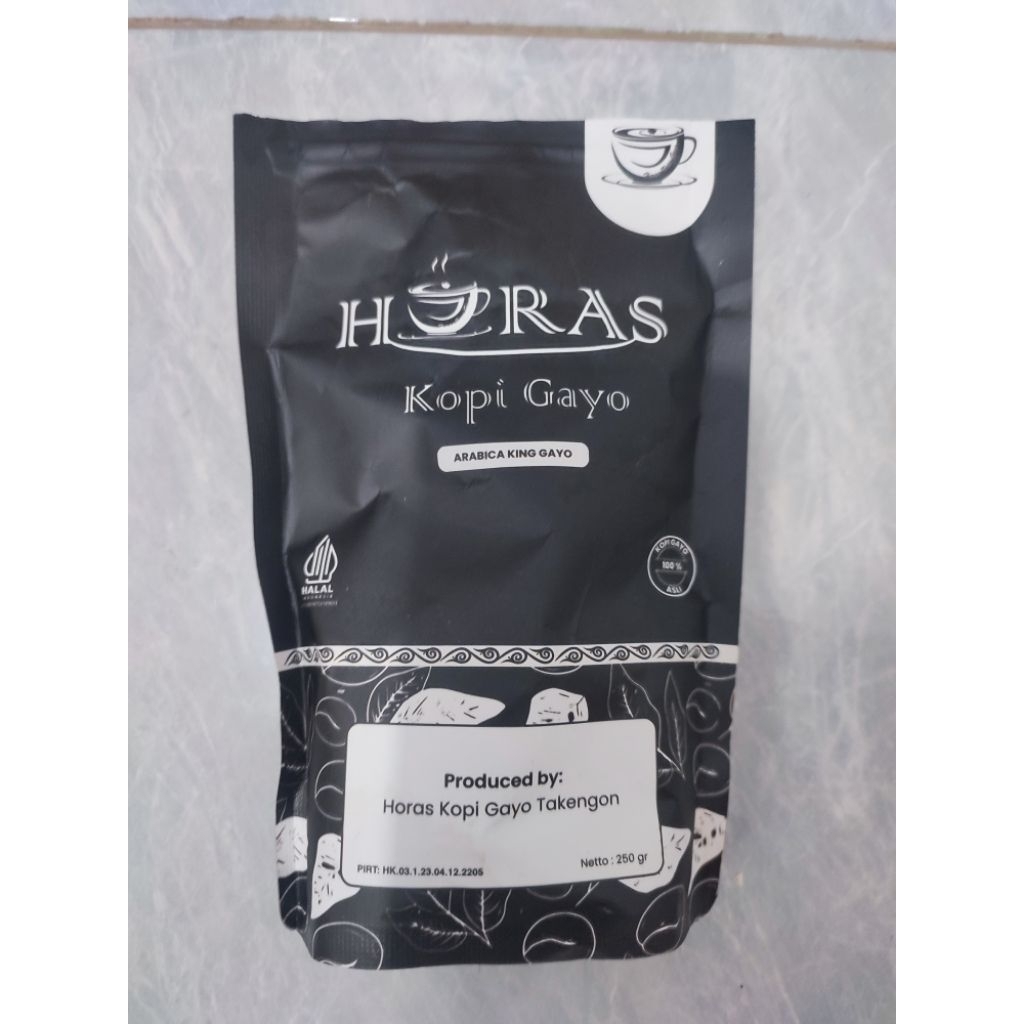 HORAS
Kopi Gayo
ARABICA KING GAYO
HALAL
INDONESIA
KOPI GAYO
100 %
ASLI
Produced by:
Horas Kopi Gayo Takengon
PIRT: HK.03.1.23.04.12.2205
Netto : 250 gr